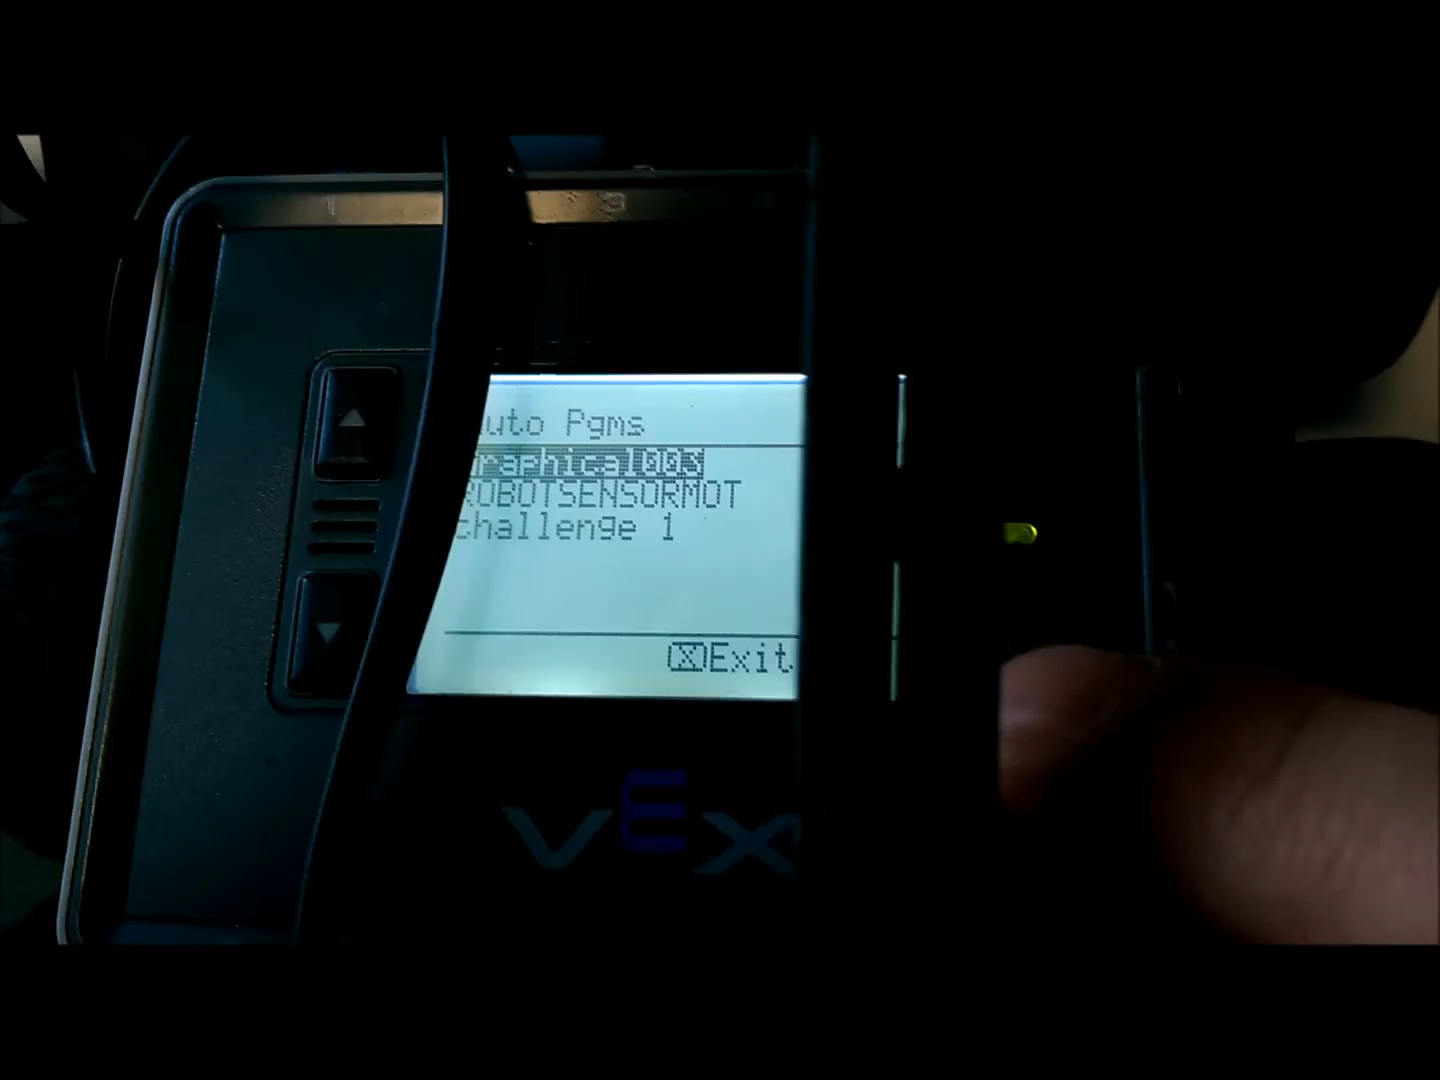 uto Pgms
raphical003
ROBOTSENSORMOT
challenge 1
[X]Exit
VEX